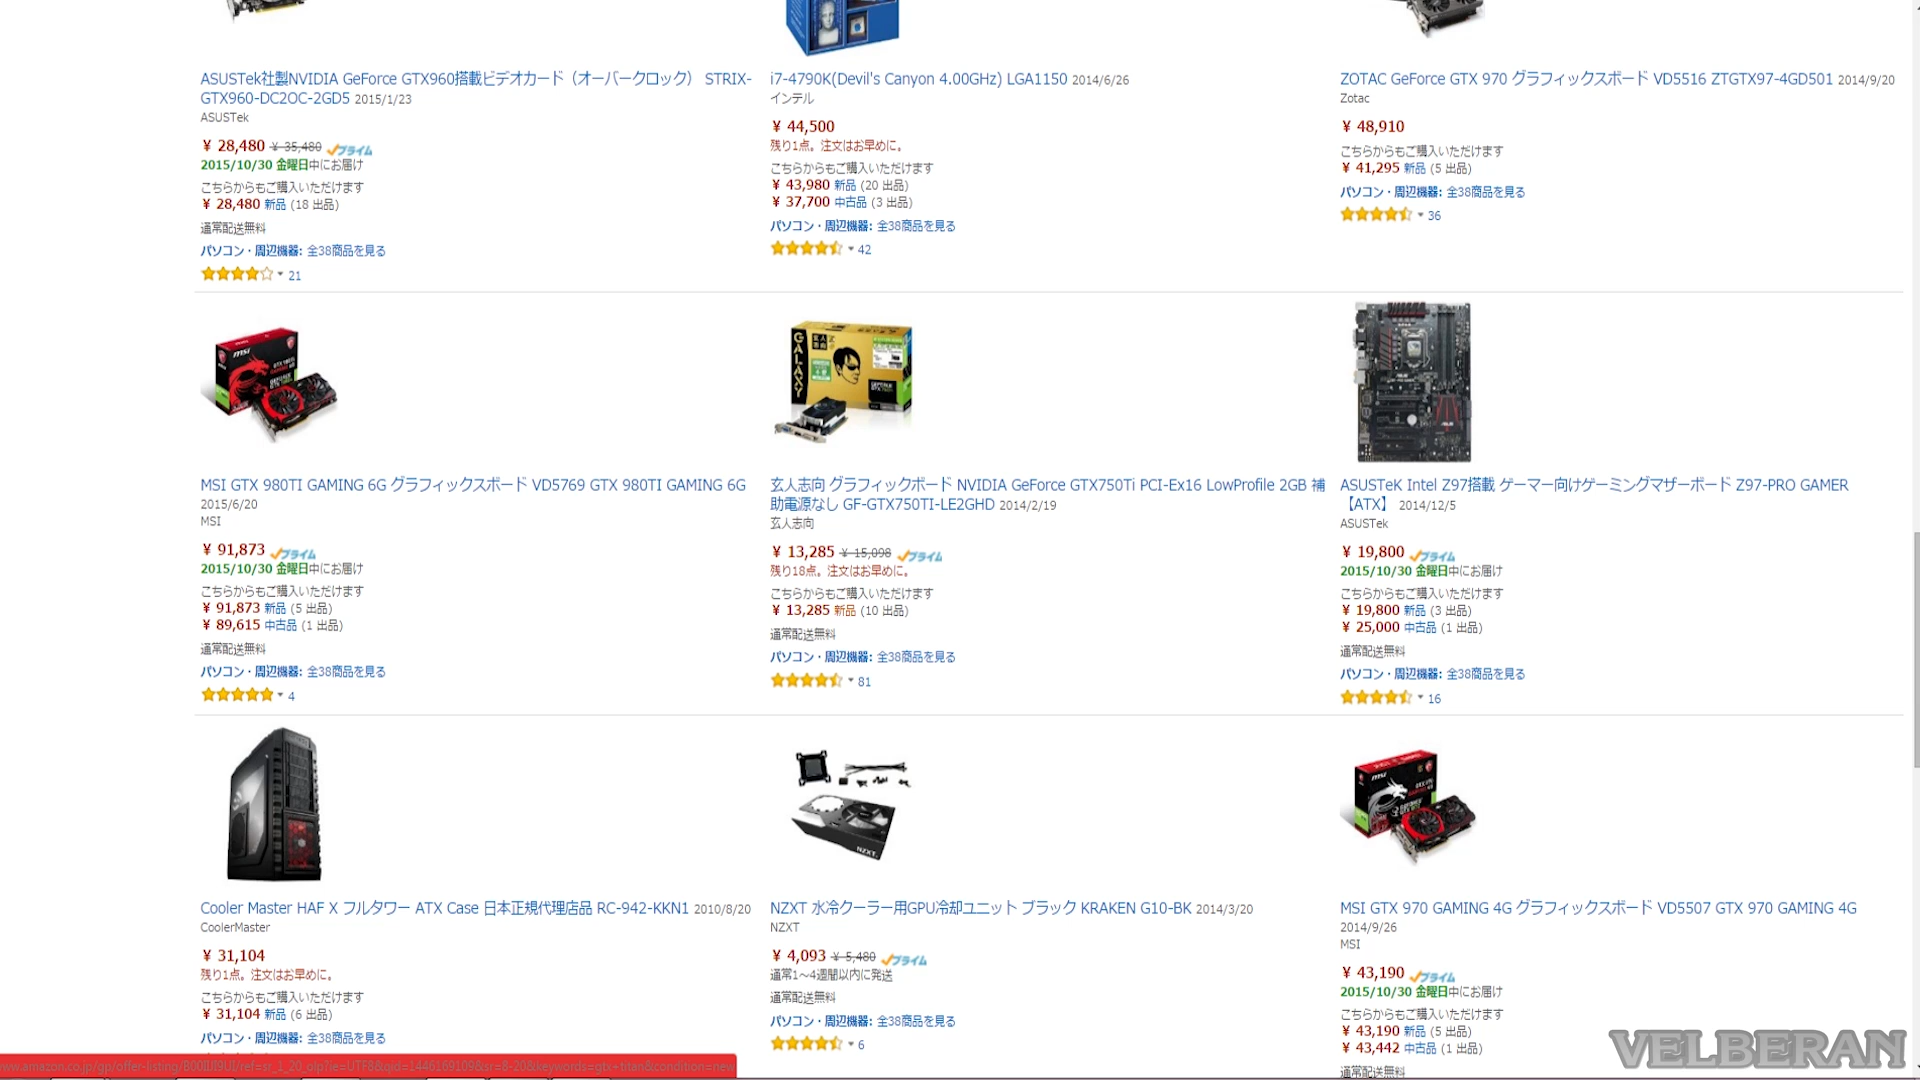 ASUSTek社製NVIDIA GeForce GTX960搭載ビデオカード（オーバークロック） STRIX-
GTX960-DC2OC-2GD5 2015/1/23
ASUSTek
￥ 28,480 ￥ 35,480 プライム
2015/10/30 金曜日中にお届け
こちらからもご購入いただけます
￥ 28,480 新品 (18 出品)
通常配送無料
パソコン・周辺機器: 全38商品を見る
21
i7-4790K(Devil's Canyon 4.00GHz) LGA1150 2014/6/26
インテル
￥ 44,500
残り1点。注文はお早めに。
こちらからもご購入いただけます
￥ 43,980 新品 (20 出品)
￥ 37,700 中古品 (3 出品)
パソコン・周辺機器: 全38商品を見る
42
ZOTAC GeForce GTX 970 グラフィックスボード VD5516 ZTGTX97-4GD501 2014/9/20
Zotac
￥ 48,910
こちらからもご購入いただけます
￥ 41,295 新品 (5 出品)
パソコン・周辺機器: 全38商品を見る
36
MSI GTX 980TI GAMING 6G グラフィックスボード VD5769 GTX 980TI GAMING 6G
2015/6/20
MSI
￥ 91,873 プライム
2015/10/30 金曜日中にお届け
こちらからもご購入いただけます
￥ 91,873 新品 (5 出品)
￥ 89,615 中古品 (1 出品)
通常配送無料
パソコン・周辺機器: 全38商品を見る
4
GALAXY
玄人志向 グラフィックボード NVIDIA GeForce GTX750Ti PCI-Ex16 LowProfile 2GB 補
助電源なし GF-GTX750TI-LE2GHD 2014/2/19
玄人志向
￥ 13,285 ￥ 15,098 プライム
残り18点。注文はお早めに。
こちらからもご購入いただけます
￥ 13,285 新品 (10 出品)
通常配送無料
パソコン・周辺機器: 全38商品を見る
81
ASUSTeK Intel Z97搭載 ゲーマー向けゲーミングマザーボード Z97-PRO GAMER
【ATX】 2014/12/5
ASUSTek
￥ 19,800 プライム
2015/10/30 金曜日中にお届け
こちらからもご購入いただけます
￥ 19,800 新品 (3 出品)
￥ 25,000 中古品 (1 出品)
通常配送無料
パソコン・周辺機器: 全38商品を見る
16
Cooler Master HAF X フルタワー ATX Case 日本正規代理店品 RC-942-KKN1 2010/8/20
CoolerMaster
￥ 31,104
残り1点。注文はお早めに。
こちらからもご購入いただけます
￥ 31,104 新品 (6 出品)
パソコン・周辺機器: 全38商品を見る
NZXT
NZXT 水冷クーラー用GPU冷却ユニット ブラック KRAKEN G10-BK 2014/3/20
NZXT
￥ 4,093 ￥ 5,480 プライム
通常1～4週間以内に発送
通常配送無料
パソコン・周辺機器: 全38商品を見る
6
MSI GTX 970 GAMING 4G グラフィックスボード VD5507 GTX 970 GAMING 4G
2014/9/26
MSI
￥ 43,190 プライム
2015/10/30 金曜日中にお届け
こちらからもご購入いただけます
￥ 43,190 新品 (5 出品)
￥ 43,442 中古品 (1 出品)
通常配送無料
VELBERAN